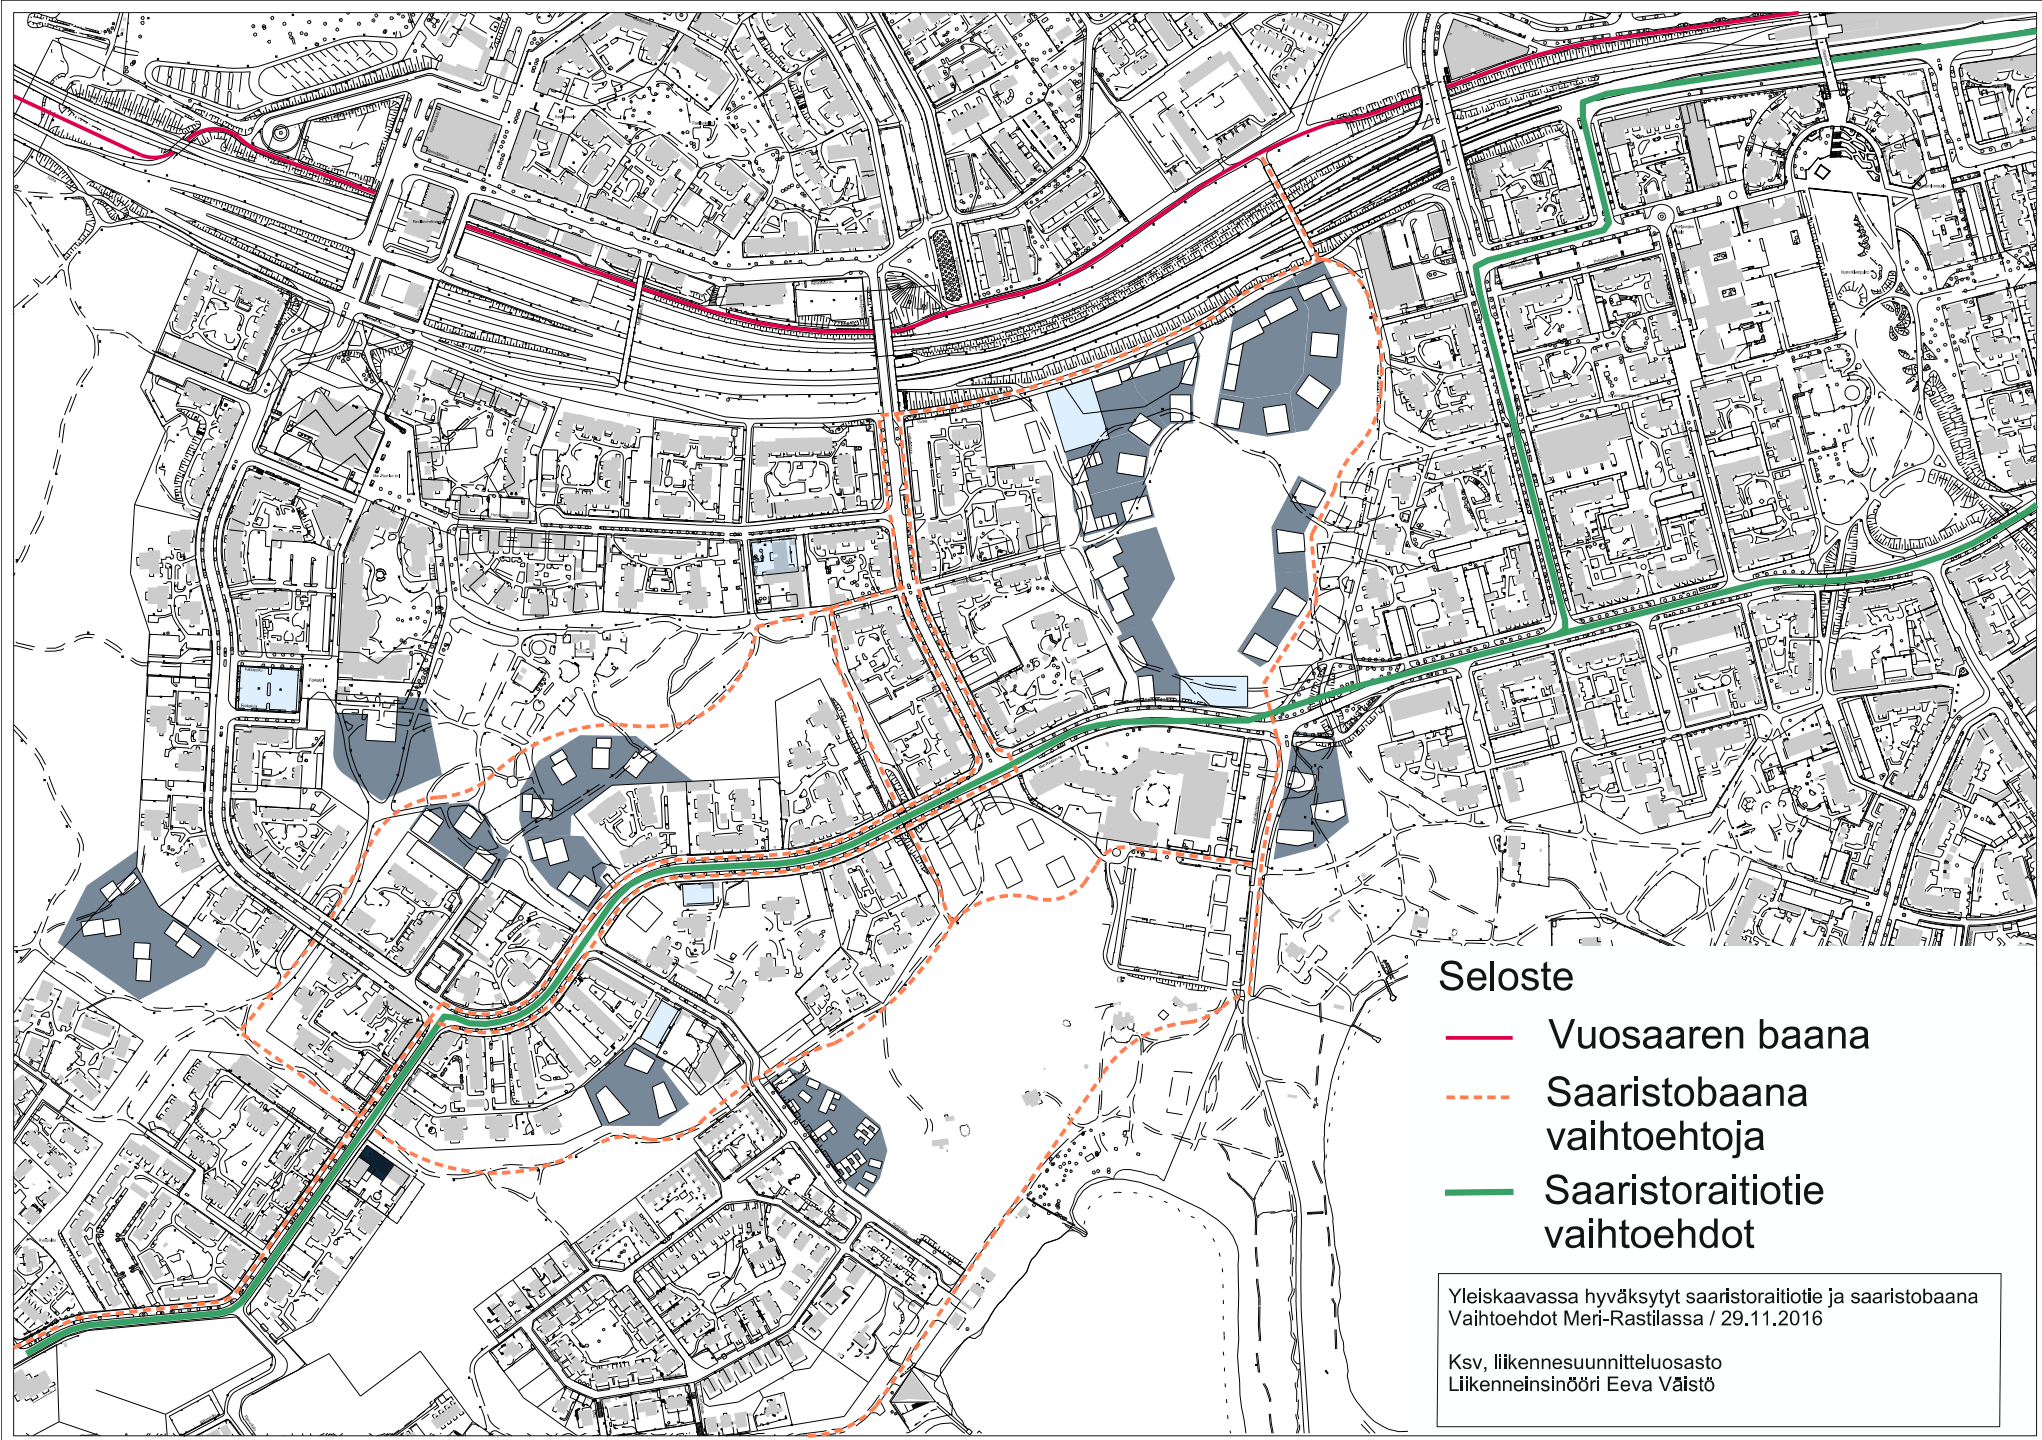 Seloste
Vuosaaren baana
Saaristobaana
vaihtoehtoja
Saaristoraitiotie
vaihtoehdot
Yleiskaavassa hyväksytyt saaristoraitiotie ja saaristobaana
Vaihtoehdot Meri-Rastilassa / 29.11.2016
Ksv, liikennesuunnitteluosasto
Liikenneinsinööri Eeva Väistö